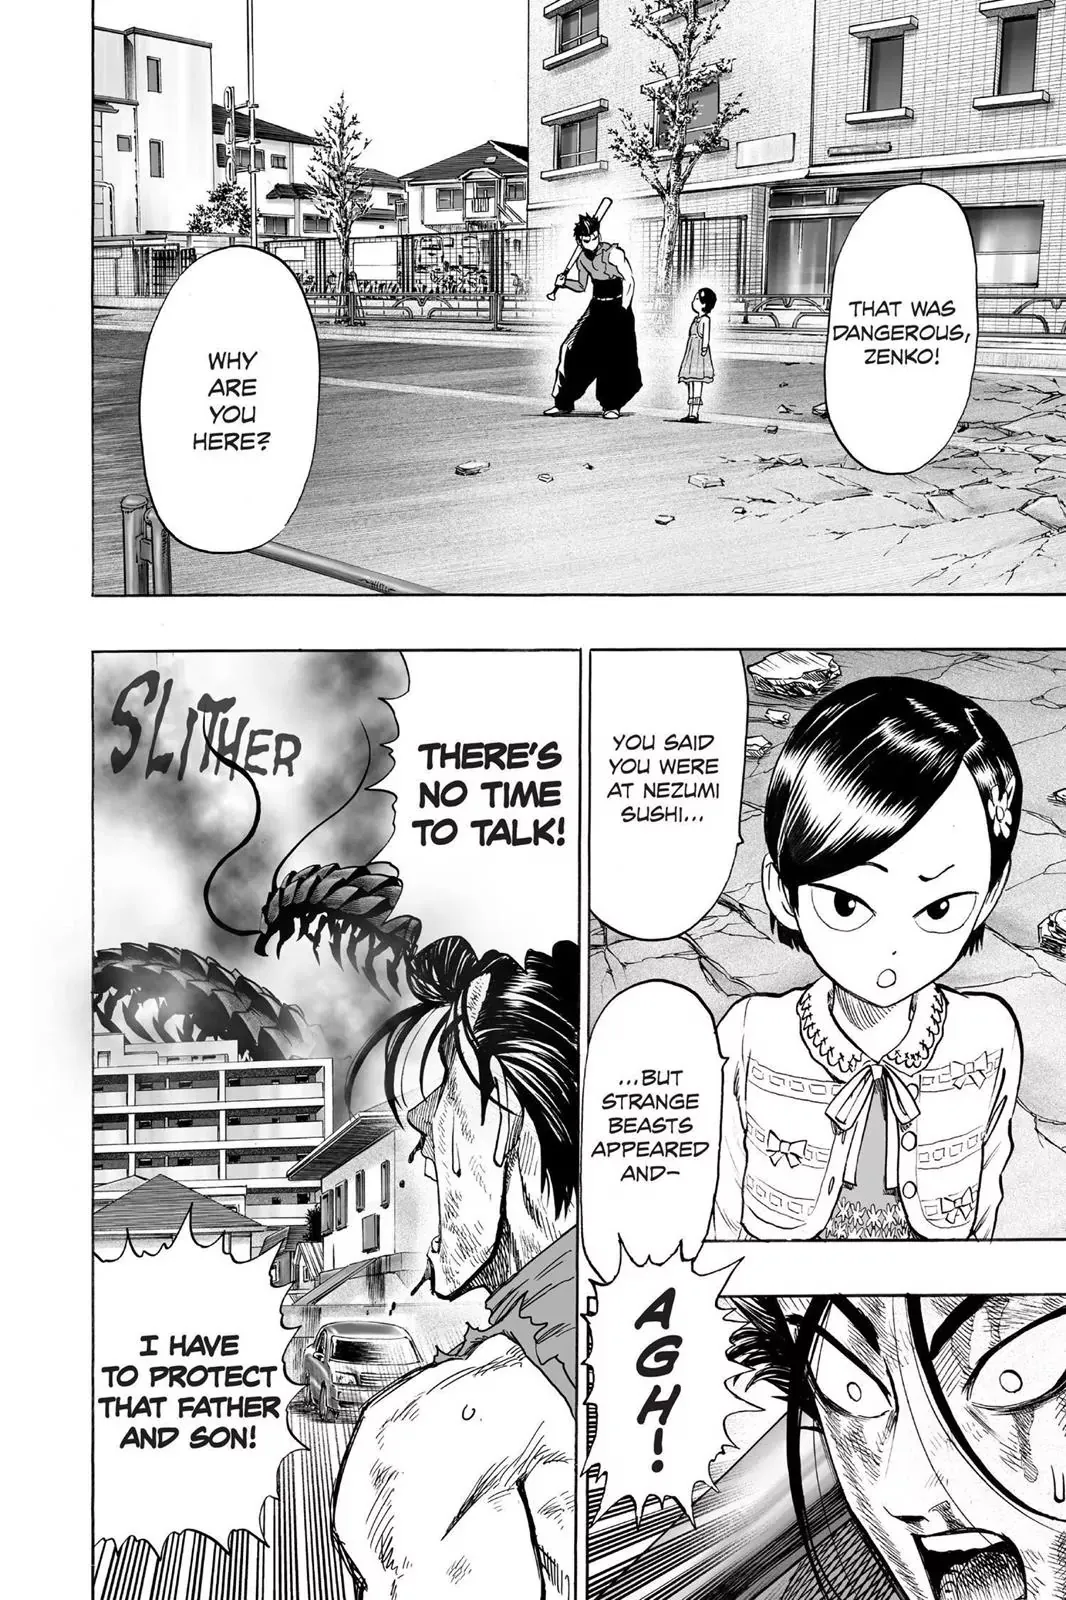 THAT WAS
DANGEROUS,
ZENKO!
WHY
ARE
YOU
HERE?
YOU SAID
YOU WERE
AT NEZUMI
SUSHI...
...BUT
STRANGE
BEASTS
APPEARED
AND-
AGH!
THERE'S
NO TIME
TO TALK!
SLITHER
I HAVE
TO PROTECT
THAT FATHER
AND SON!